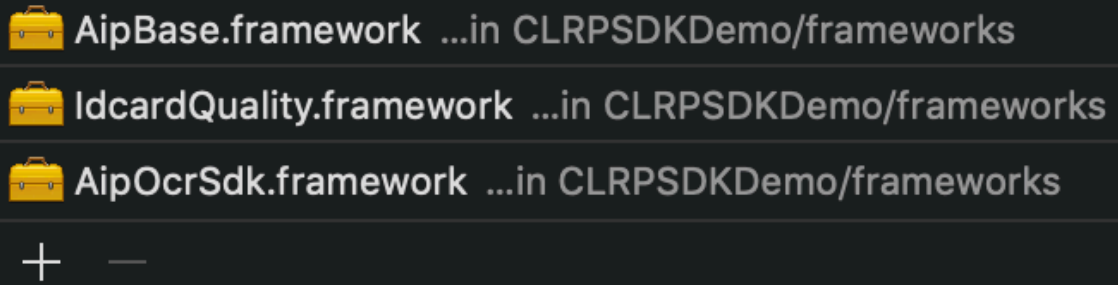 AipBase.framework ...in CLRPSDKDemo/frameworks
IdcardQuality.framework ...in CLRPSDKDemo/frameworks
AipOcrSdk.framework ...in CLRPSDKDemo/frameworks